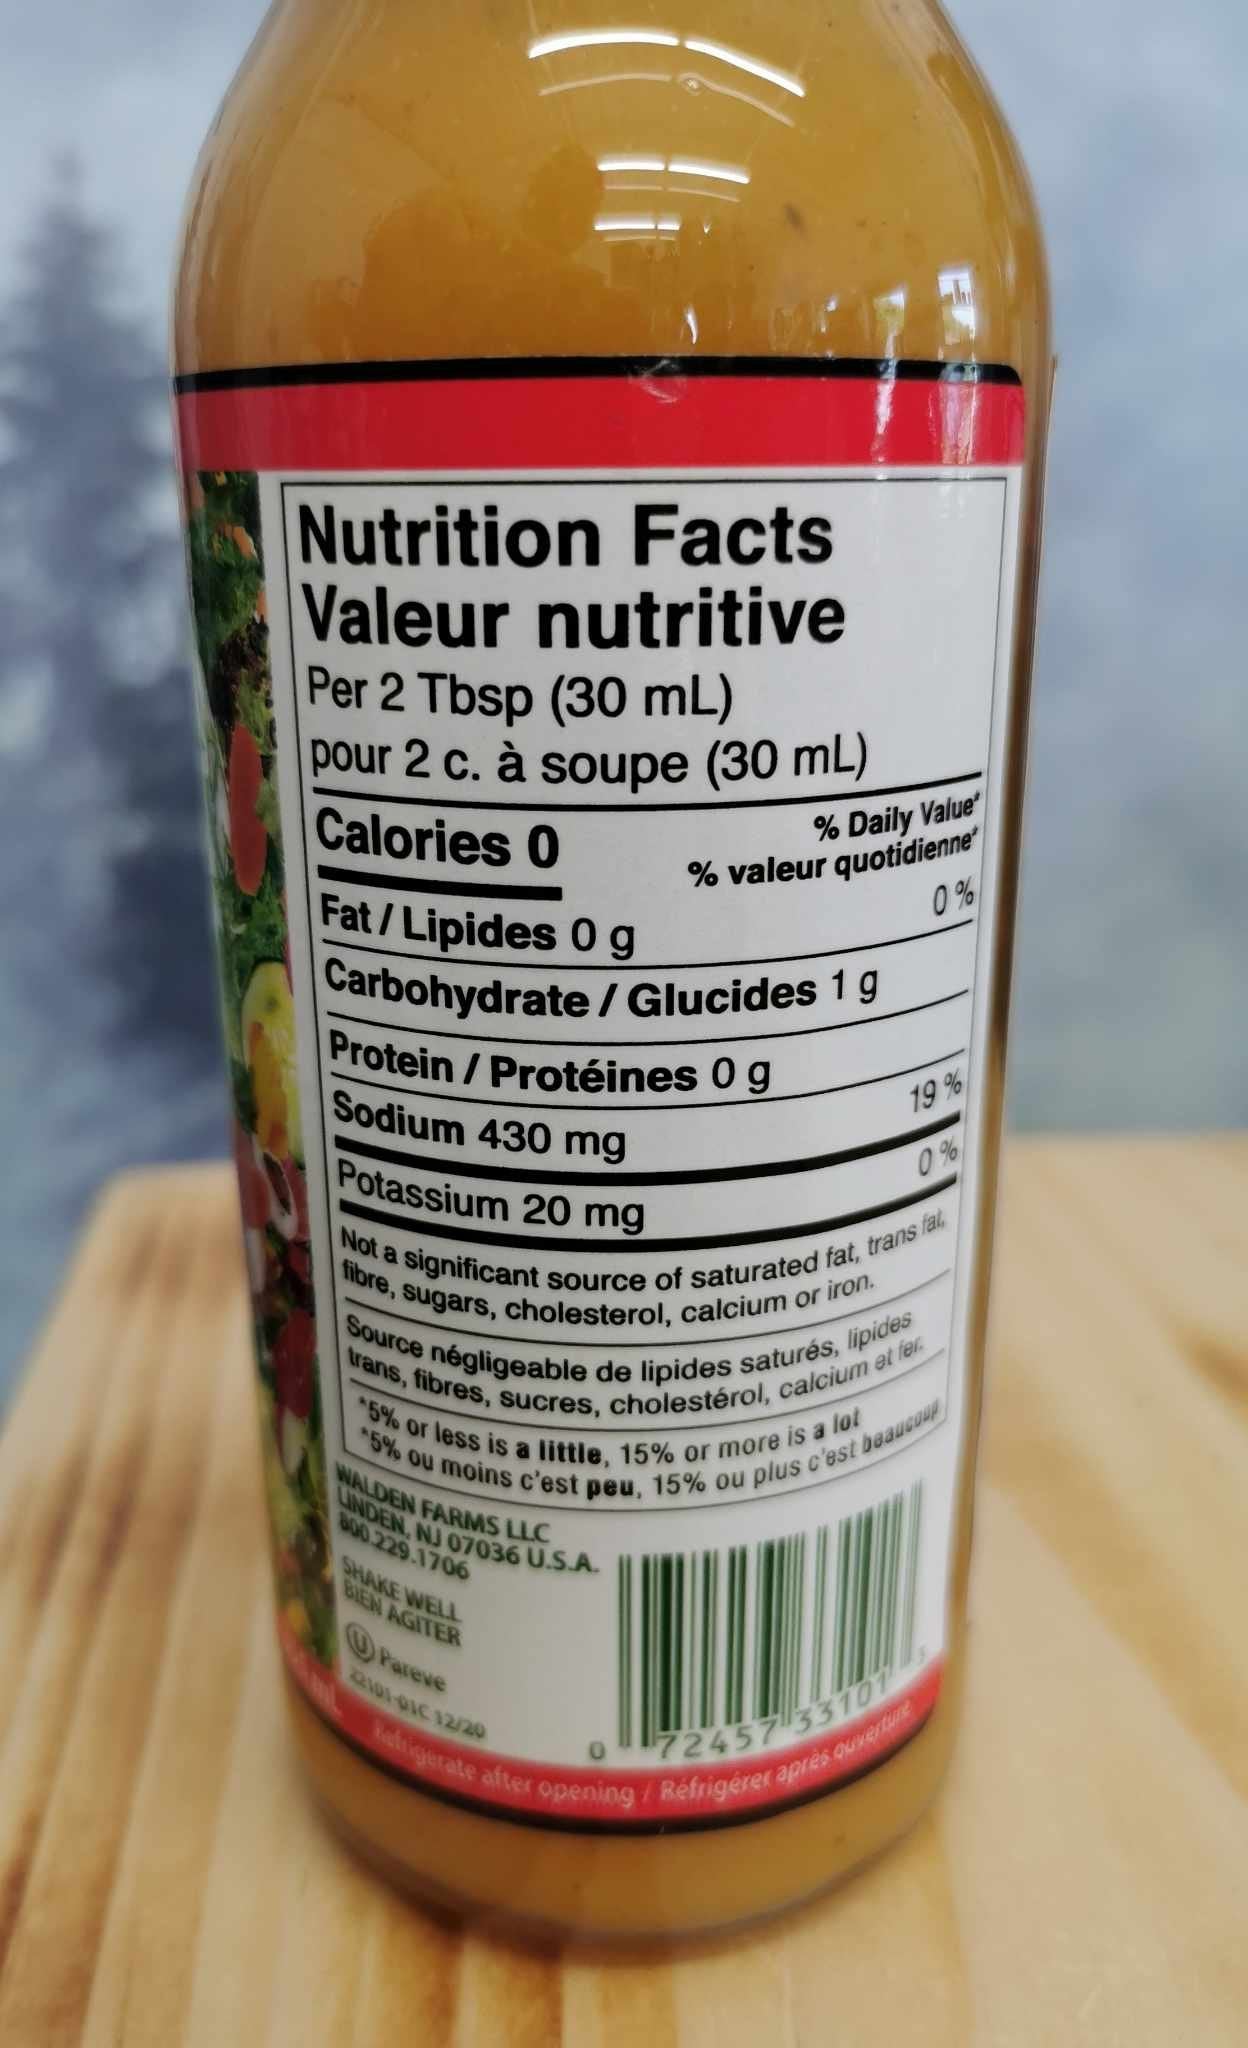 Nutrition Facts
Valeur nutritive
Per 2 Tbsp (30 mL)
pour 2 c. à soupe (30 mL)
Calories 0
% Daily Value*
% valeur quotidienne*
Fat / Lipides 0 g 0 %
Carbohydrate / Glucides 1 g
Protein / Protéines 0 g
Sodium 430 mg 19 %
Potassium 20 mg 0 %
Not a significant source of saturated fat, trans fat,
fibre, sugars, cholesterol, calcium or iron.
Source négligeable de lipides saturés, lipides
trans, fibres, sucres, cholestérol, calcium et fer.
*5% or less is a little, 15% or more is a lot
*5% ou moins c'est peu, 15% ou plus c'est beaucoup
WALDEN FARMS LLC
LINDEN, NJ 07036 U.S.A.
800.229.1706
SHAKE WELL
BIEN AGITER
U Pareve
22101-01C 12/20
0 72457 33101 3
mL
Refrigerate after opening / Réfrigérer après ouverture